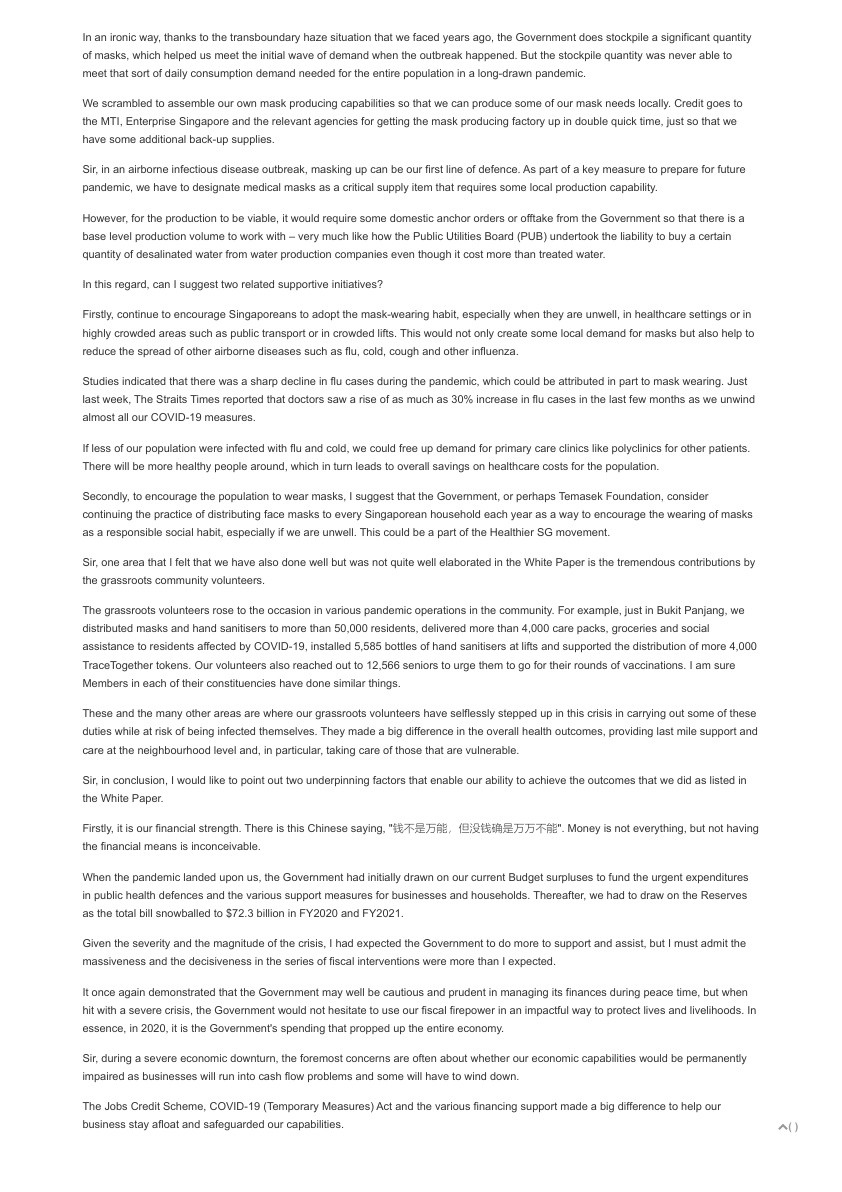 In an ironic way, thanks to the transboundary haze situation that we faced years ago, the Government does stockpile a significant quantity
of masks, which helped us meet the initial wave of demand when the outbreak happened. But the stockpile quantity was never able to
meet that sort of daily consumption demand needed for the entire population in a long-drawn pandemic.
We scrambled to assemble our own mask producing capabilities so that we can produce some of our mask needs locally. Credit goes to
the MTI, Enterprise Singapore and the relevant agencies for getting the mask producing factory up in double quick time, just so that we
have some additional back-up supplies.
Sir, in an airborne infectious disease outbreak, masking up can be our first line of defence. As part of a key measure to prepare for future
pandemic, we have to designate medical masks as a critical supply item that requires some local production capability.
However, for the production to be viable, it would require some domestic anchor orders or offtake from the Government so that there is a
base level production volume to work with – very much like how the Public Utilities Board (PUB) undertook the liability to buy a certain
quantity of desalinated water from water production companies even though it cost more than treated water.
In this regard, can I suggest two related supportive initiatives?
Firstly, continue to encourage Singaporeans to adopt the mask-wearing habit, especially when they are unwell, in healthcare settings or in
highly crowded areas such as public transport or in crowded lifts. This would not only create some local demand for masks but also help to
reduce the spread of other airborne diseases such as flu, cold, cough and other influenza.
Studies indicated that there was a sharp decline in flu cases during the pandemic, which could be attributed in part to mask wearing. Just
last week, The Straits Times reported that doctors saw a rise of as much as 30% increase in flu cases in the last few months as we unwind
almost all our COVID-19 measures.
If less of our population were infected with flu and cold, we could free up demand for primary care clinics like polyclinics for other patients.
There will be more healthy people around, which in turn leads to overall savings on healthcare costs for the population.
Secondly, to encourage the population to wear masks, I suggest that the Government, or perhaps Temasek Foundation, consider
continuing the practice of distributing face masks to every Singaporean household each year as a way to encourage the wearing of masks
as a responsible social habit, especially if we are unwell. This could be a part of the Healthier SG movement.
Sir, one area that I felt that we have also done well but was not quite well elaborated in the White Paper is the tremendous contributions by
the grassroots community volunteers.
The grassroots volunteers rose to the occasion in various pandemic operations in the community. For example, just in Bukit Panjang, we
distributed masks and hand sanitisers to more than 50,000 residents, delivered more than 4,000 care packs, groceries and social
assistance to residents affected by COVID-19, installed 5,585 bottles of hand sanitisers at lifts and supported the distribution of more 4,000
TraceTogether tokens. Our volunteers also reached out to 12,566 seniors to urge them to go for their rounds of vaccinations. I am sure
Members in each of their constituencies have done similar things.
These and the many other areas are where our grassroots volunteers have selflessly stepped up in this crisis in carrying out some of these
duties while at risk of being infected themselves. They made a big difference in the overall health outcomes, providing last mile support and
care at the neighbourhood level and, in particular, taking care of those that are vulnerable.
Sir, in conclusion, I would like to point out two underpinning factors that enable our ability to achieve the outcomes that we did as listed in
the White Paper.
Firstly, it is our financial strength. There is this Chinese saying, "钱不是万能，但没钱确是万万不能". Money is not everything, but not having
the financial means is inconceivable.
When the pandemic landed upon us, the Government had initially drawn on our current Budget surpluses to fund the urgent expenditures
in public health defences and the various support measures for businesses and households. Thereafter, we had to draw on the Reserves
as the total bill snowballed to $72.3 billion in FY2020 and FY2021.
Given the severity and the magnitude of the crisis, I had expected the Government to do more to support and assist, but I must admit the
massiveness and the decisiveness in the series of fiscal interventions were more than I expected.
It once again demonstrated that the Government may well be cautious and prudent in managing its finances during peace time, but when
hit with a severe crisis, the Government would not hesitate to use our fiscal firepower in an impactful way to protect lives and livelihoods. In
essence, in 2020, it is the Government's spending that propped up the entire economy.
Sir, during a severe economic downturn, the foremost concerns are often about whether our economic capabilities would be permanently
impaired as businesses will run into cash flow problems and some will have to wind down.
The Jobs Credit Scheme, COVID-19 (Temporary Measures) Act and the various financing support made a big difference to help our
business stay afloat and safeguarded our capabilities.
( )